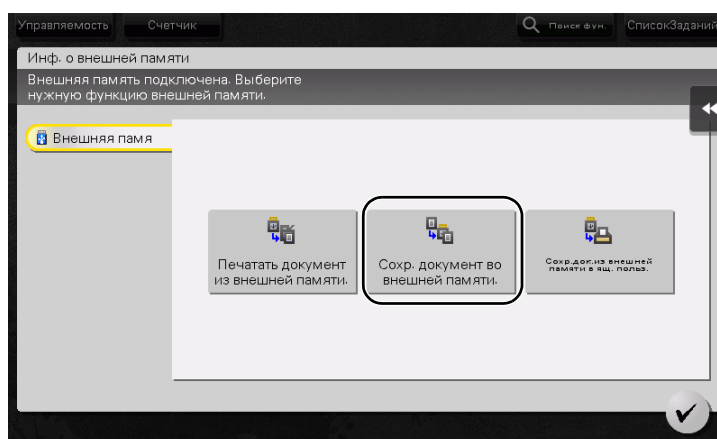 Управляемость Счетчик Поиск фун. СписокЗаданий
Инф. о внешней памяти
Внешняя память подключена. Выберите
нужную функцию внешней памяти.
Внешняя памя
Печатать документ
из внешней памяти.
Сохр. документ во
внешней памяти.
Сохр.док.из внешней
памяти в ящ. польз.